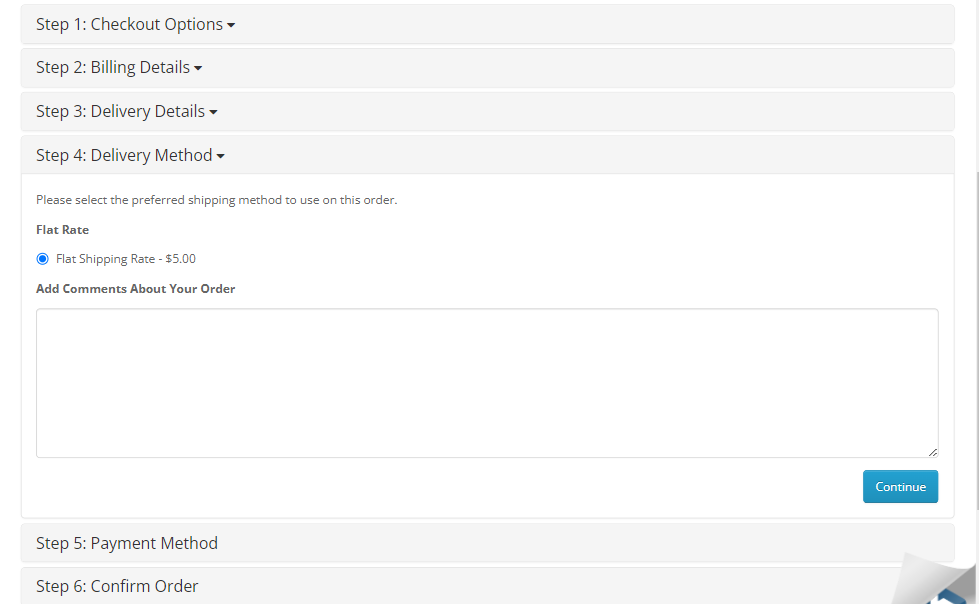 Step 1: Checkout Options
Step 2: Billing Details
Step 3: Delivery Details
Step 4: Delivery Method
Please select the preferred shipping method to use on this order.
Flat Rate
Flat Shipping Rate - $5.00
Add Comments About Your Order
Continue
Step 5: Payment Method
Step 6: Confirm Order